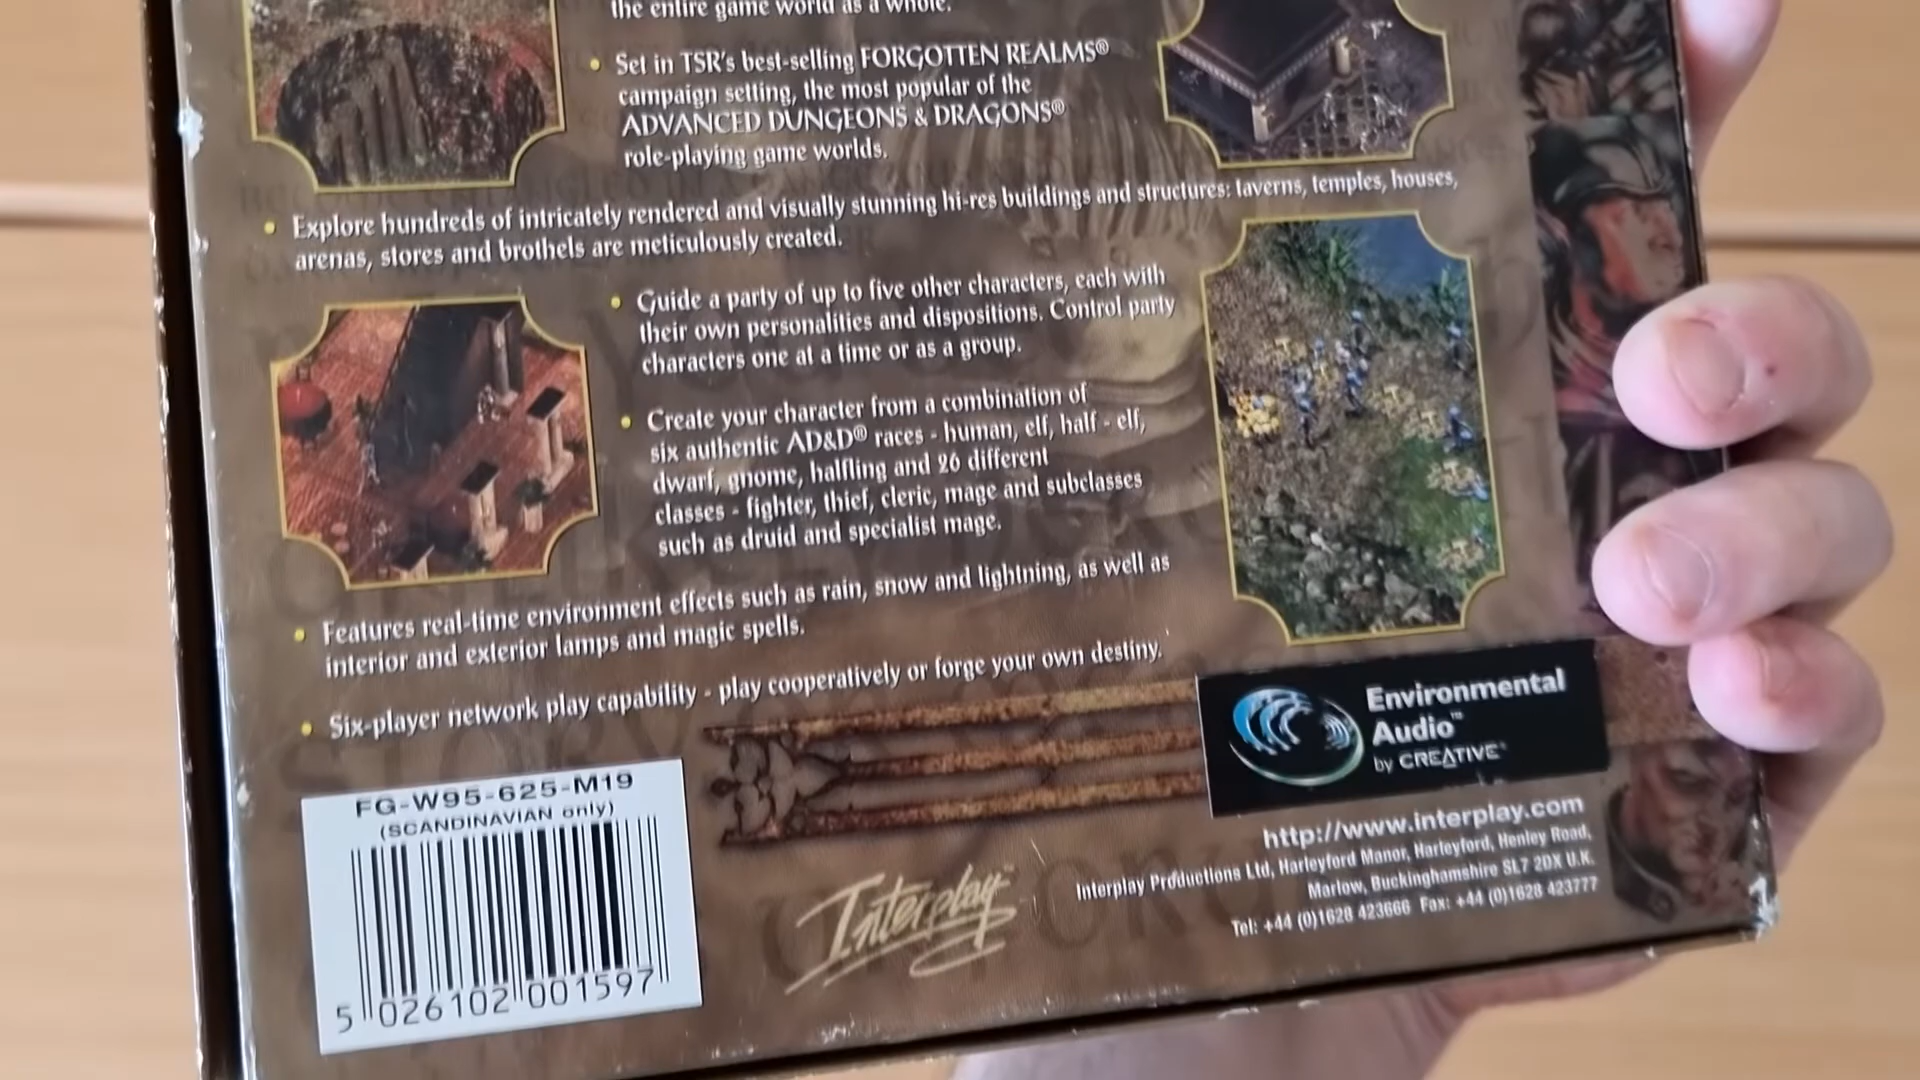 the entire game world as a whole.
• Set in TSR's best-selling FORGOTTEN REALMS®
campaign setting, the most popular of the
ADVANCED DUNGEONS & DRAGONS®
role-playing game worlds.
• Explore hundreds of intricately rendered and visually stunning hi-res buildings and structures: taverns, temples, houses,
arenas, stores and brothels are meticulously created.
• Guide a party of up to five other characters, each with
their own personalities and dispositions. Control party
characters one at a time or as a group.
• Create your character from a combination of
six authentic AD&D® races - human, elf, half - elf,
dwarf, gnome, halfling and 26 different
classes - fighter, thief, cleric, mage and subclasses
such as druid and specialist mage.
• Features real-time environment effects such as rain, snow and lightning, as well as
interior and exterior lamps and magic spells.
• Six-player network play capability - play cooperatively or forge your own destiny.
Environmental
Audio™
by CREATIVE®
FG-W95-625-M19
(SCANDINAVIAN only)
5 026102 001597
Interplay™
http://www.interplay.com
Interplay Productions Ltd, Harleyford Manor, Harleyford, Henley Road,
Marlow, Buckinghamshire SL7 2DX U.K.
Tel: +44 (0)1628 423666 Fax: +44 (0)1628 423777